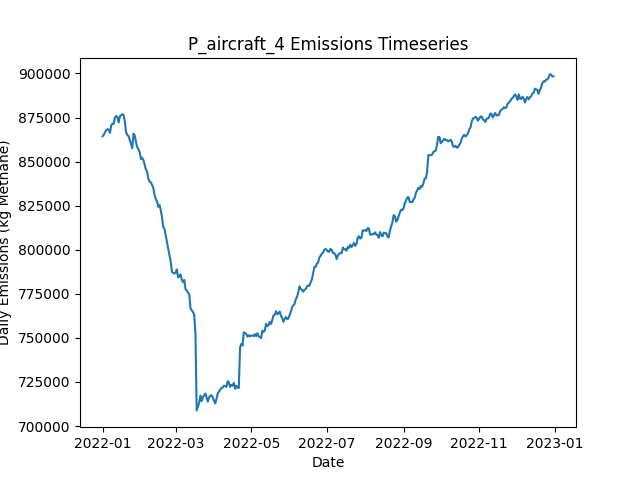 P_aircraft_4 Emissions Timeseries
900000
875000
850000
825000
800000
775000
750000
725000
700000
Daily Emissions (kg Methane)
2022-01 2022-03 2022-05 2022-07 2022-09 2022-11 2023-01
Date